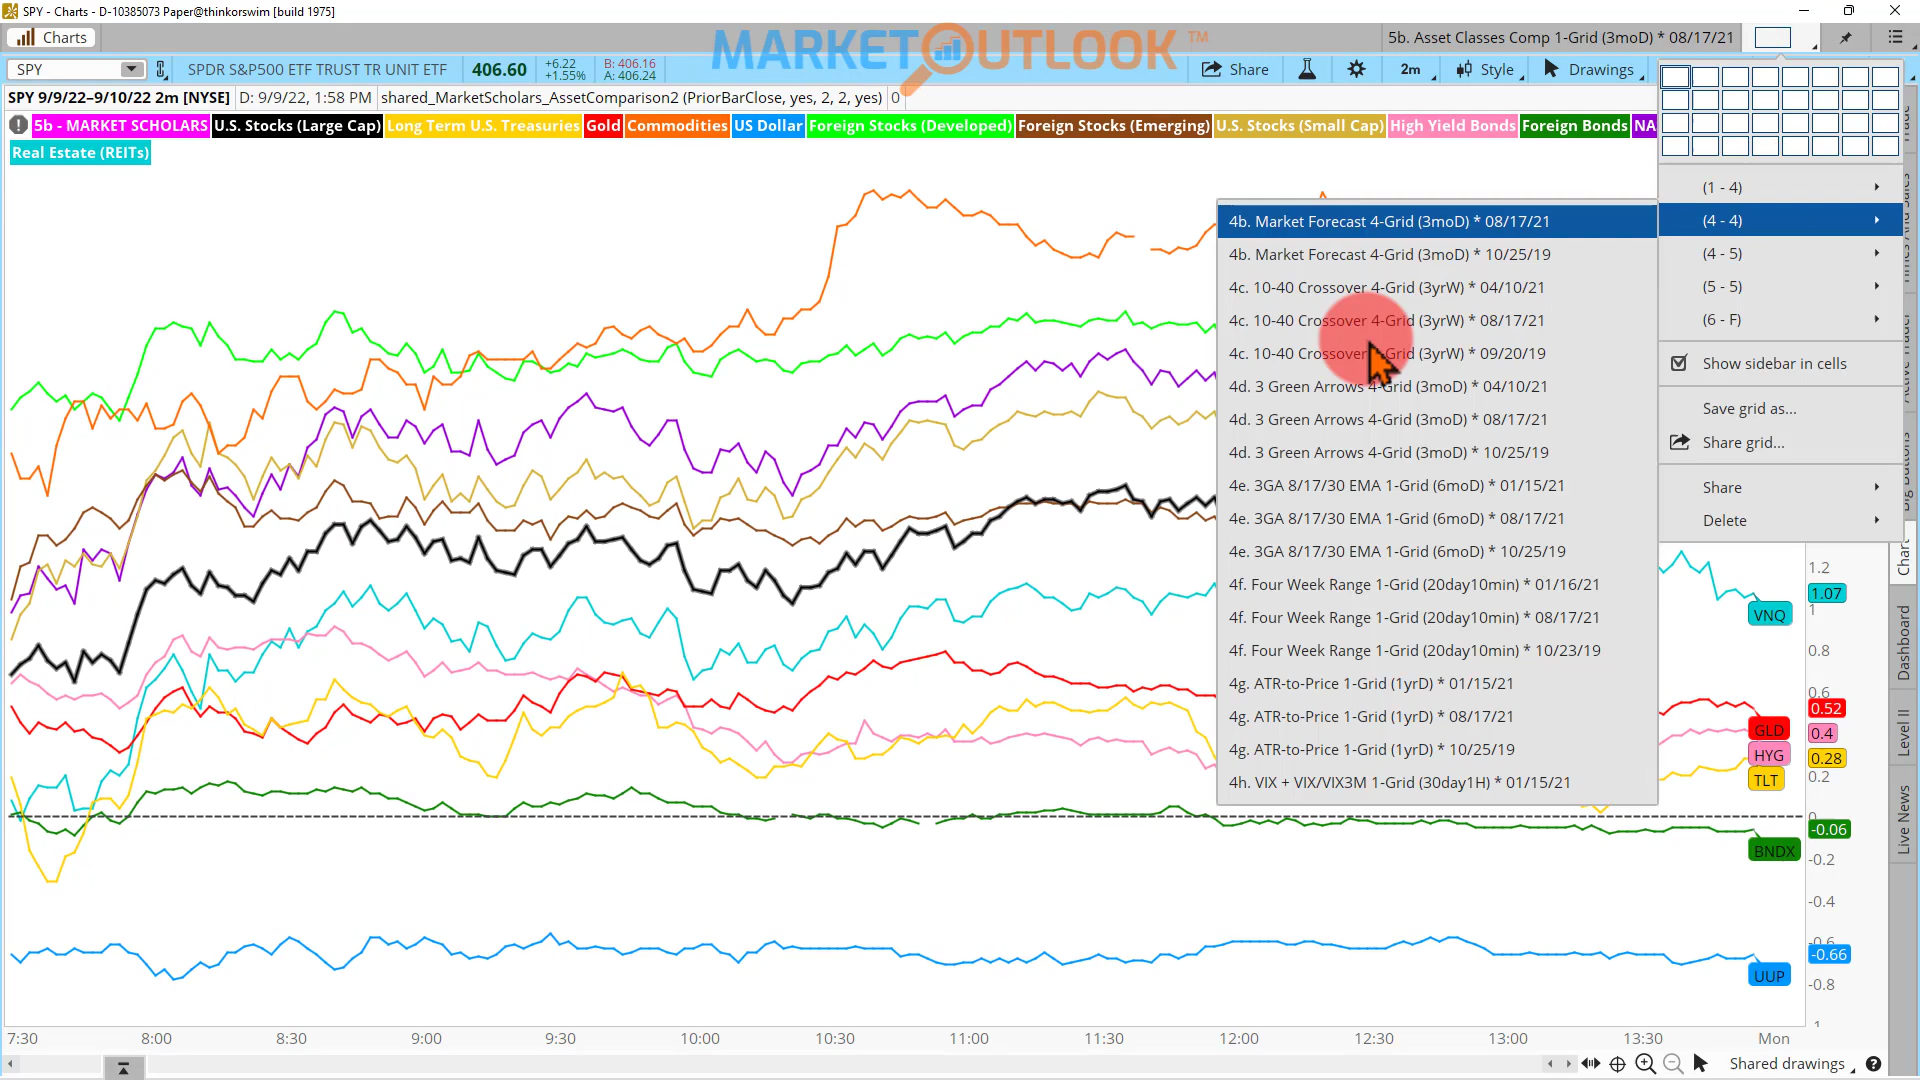 SPY - Charts - D-10385073 Paper@thinkorswim [build 1975]
Charts
MARKET OUTLOOK ™
5b. Asset Classes Comp 1-Grid (3moD) * 08/17/21
SPY
SPDR S&P500 ETF TRUST TR UNIT ETF
406.60
+6.22
+1.55%
B: 406.16
A: 406.24
Share
2m
Style
Drawings
SPY 9/9/22–9/10/22 2m [NYSE]
D: 9/9/22, 1:58 PM
shared_MarketScholars_AssetComparison2 (PriorBarClose, yes, 2, 2, yes)
0
5b - MARKET SCHOLARS
U.S. Stocks (Large Cap)
Long Term U.S. Treasuries
Gold
Commodities
US Dollar
Foreign Stocks (Developed)
Foreign Stocks (Emerging)
U.S. Stocks (Small Cap)
High Yield Bonds
Foreign Bonds
NA
Real Estate (REITs)
4b. Market Forecast 4-Grid (3moD) * 08/17/21
4b. Market Forecast 4-Grid (3moD) * 10/25/19
4c. 10-40 Crossover 4-Grid (3yrW) * 04/10/21
4c. 10-40 Crossover 4-Grid (3yrW) * 08/17/21
4c. 10-40 Crossover 4-Grid (3yrW) * 09/20/19
4d. 3 Green Arrows 4-Grid (3moD) * 04/10/21
4d. 3 Green Arrows 4-Grid (3moD) * 08/17/21
4d. 3 Green Arrows 4-Grid (3moD) * 10/25/19
4e. 3GA 8/17/30 EMA 1-Grid (6moD) * 01/15/21
4e. 3GA 8/17/30 EMA 1-Grid (6moD) * 08/17/21
4e. 3GA 8/17/30 EMA 1-Grid (6moD) * 10/25/19
4f. Four Week Range 1-Grid (20day10min) * 01/16/21
4f. Four Week Range 1-Grid (20day10min) * 08/17/21
4f. Four Week Range 1-Grid (20day10min) * 10/23/19
4g. ATR-to-Price 1-Grid (1yrD) * 01/15/21
4g. ATR-to-Price 1-Grid (1yrD) * 08/17/21
4g. ATR-to-Price 1-Grid (1yrD) * 10/25/19
4h. VIX + VIX/VIX3M 1-Grid (30day1H) * 01/15/21
(1 - 4)
(4 - 4)
(4 - 5)
(5 - 5)
(6 - F)
Show sidebar in cells
Save grid as...
Share grid...
Share
Delete
1.2
1.07
1
VNQ
0.8
0.6
0.52
GLD
0.4
HYG
0.28
TLT
0.2
0
-0.06
BNDX
-0.2
-0.4
-0.6
-0.66
UUP
-0.8
Chart
Dashboard
Level II
Live News
7:30
8:00
8:30
9:00
9:30
10:00
10:30
11:00
11:30
12:00
12:30
13:00
13:30
Mon
Shared drawings